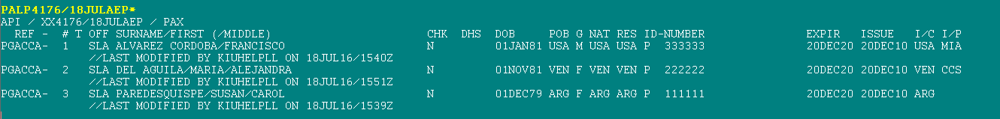 PALP4176/18JULAEP*
API / XX4176/18JULAEP / PAX
REF - # T OFF SURNAME/FIRST (/MIDDLE) CHK DHS DOB POB G NAT RES ID-NUMBER EXPIR ISSUE I/C I/P
PGACCA- 1 SLA ALVAREZ CORDOBA/FRANCISCO N 01JAN81 USA M USA USA P 333333 20DEC20 20DEC10 USA MIA
//LAST MODIFIED BY KIUHELPLL ON 18JUL16/1540Z
PGACCA- 2 SLA DEL AGUILA/MARIA/ALEJANDRA N 01NOV81 VEN F VEN VEN P 222222 20DEC20 20DEC10 VEN CCS
//LAST MODIFIED BY KIUHELPLL ON 18JUL16/1551Z
PGACCA- 3 SLA PAREDESQUISPE/SUSAN/CAROL N 01DEC79 ARG F ARG ARG P 111111 20DEC20 20DEC10 ARG
//LAST MODIFIED BY KIUHELPLL ON 18JUL16/1539Z